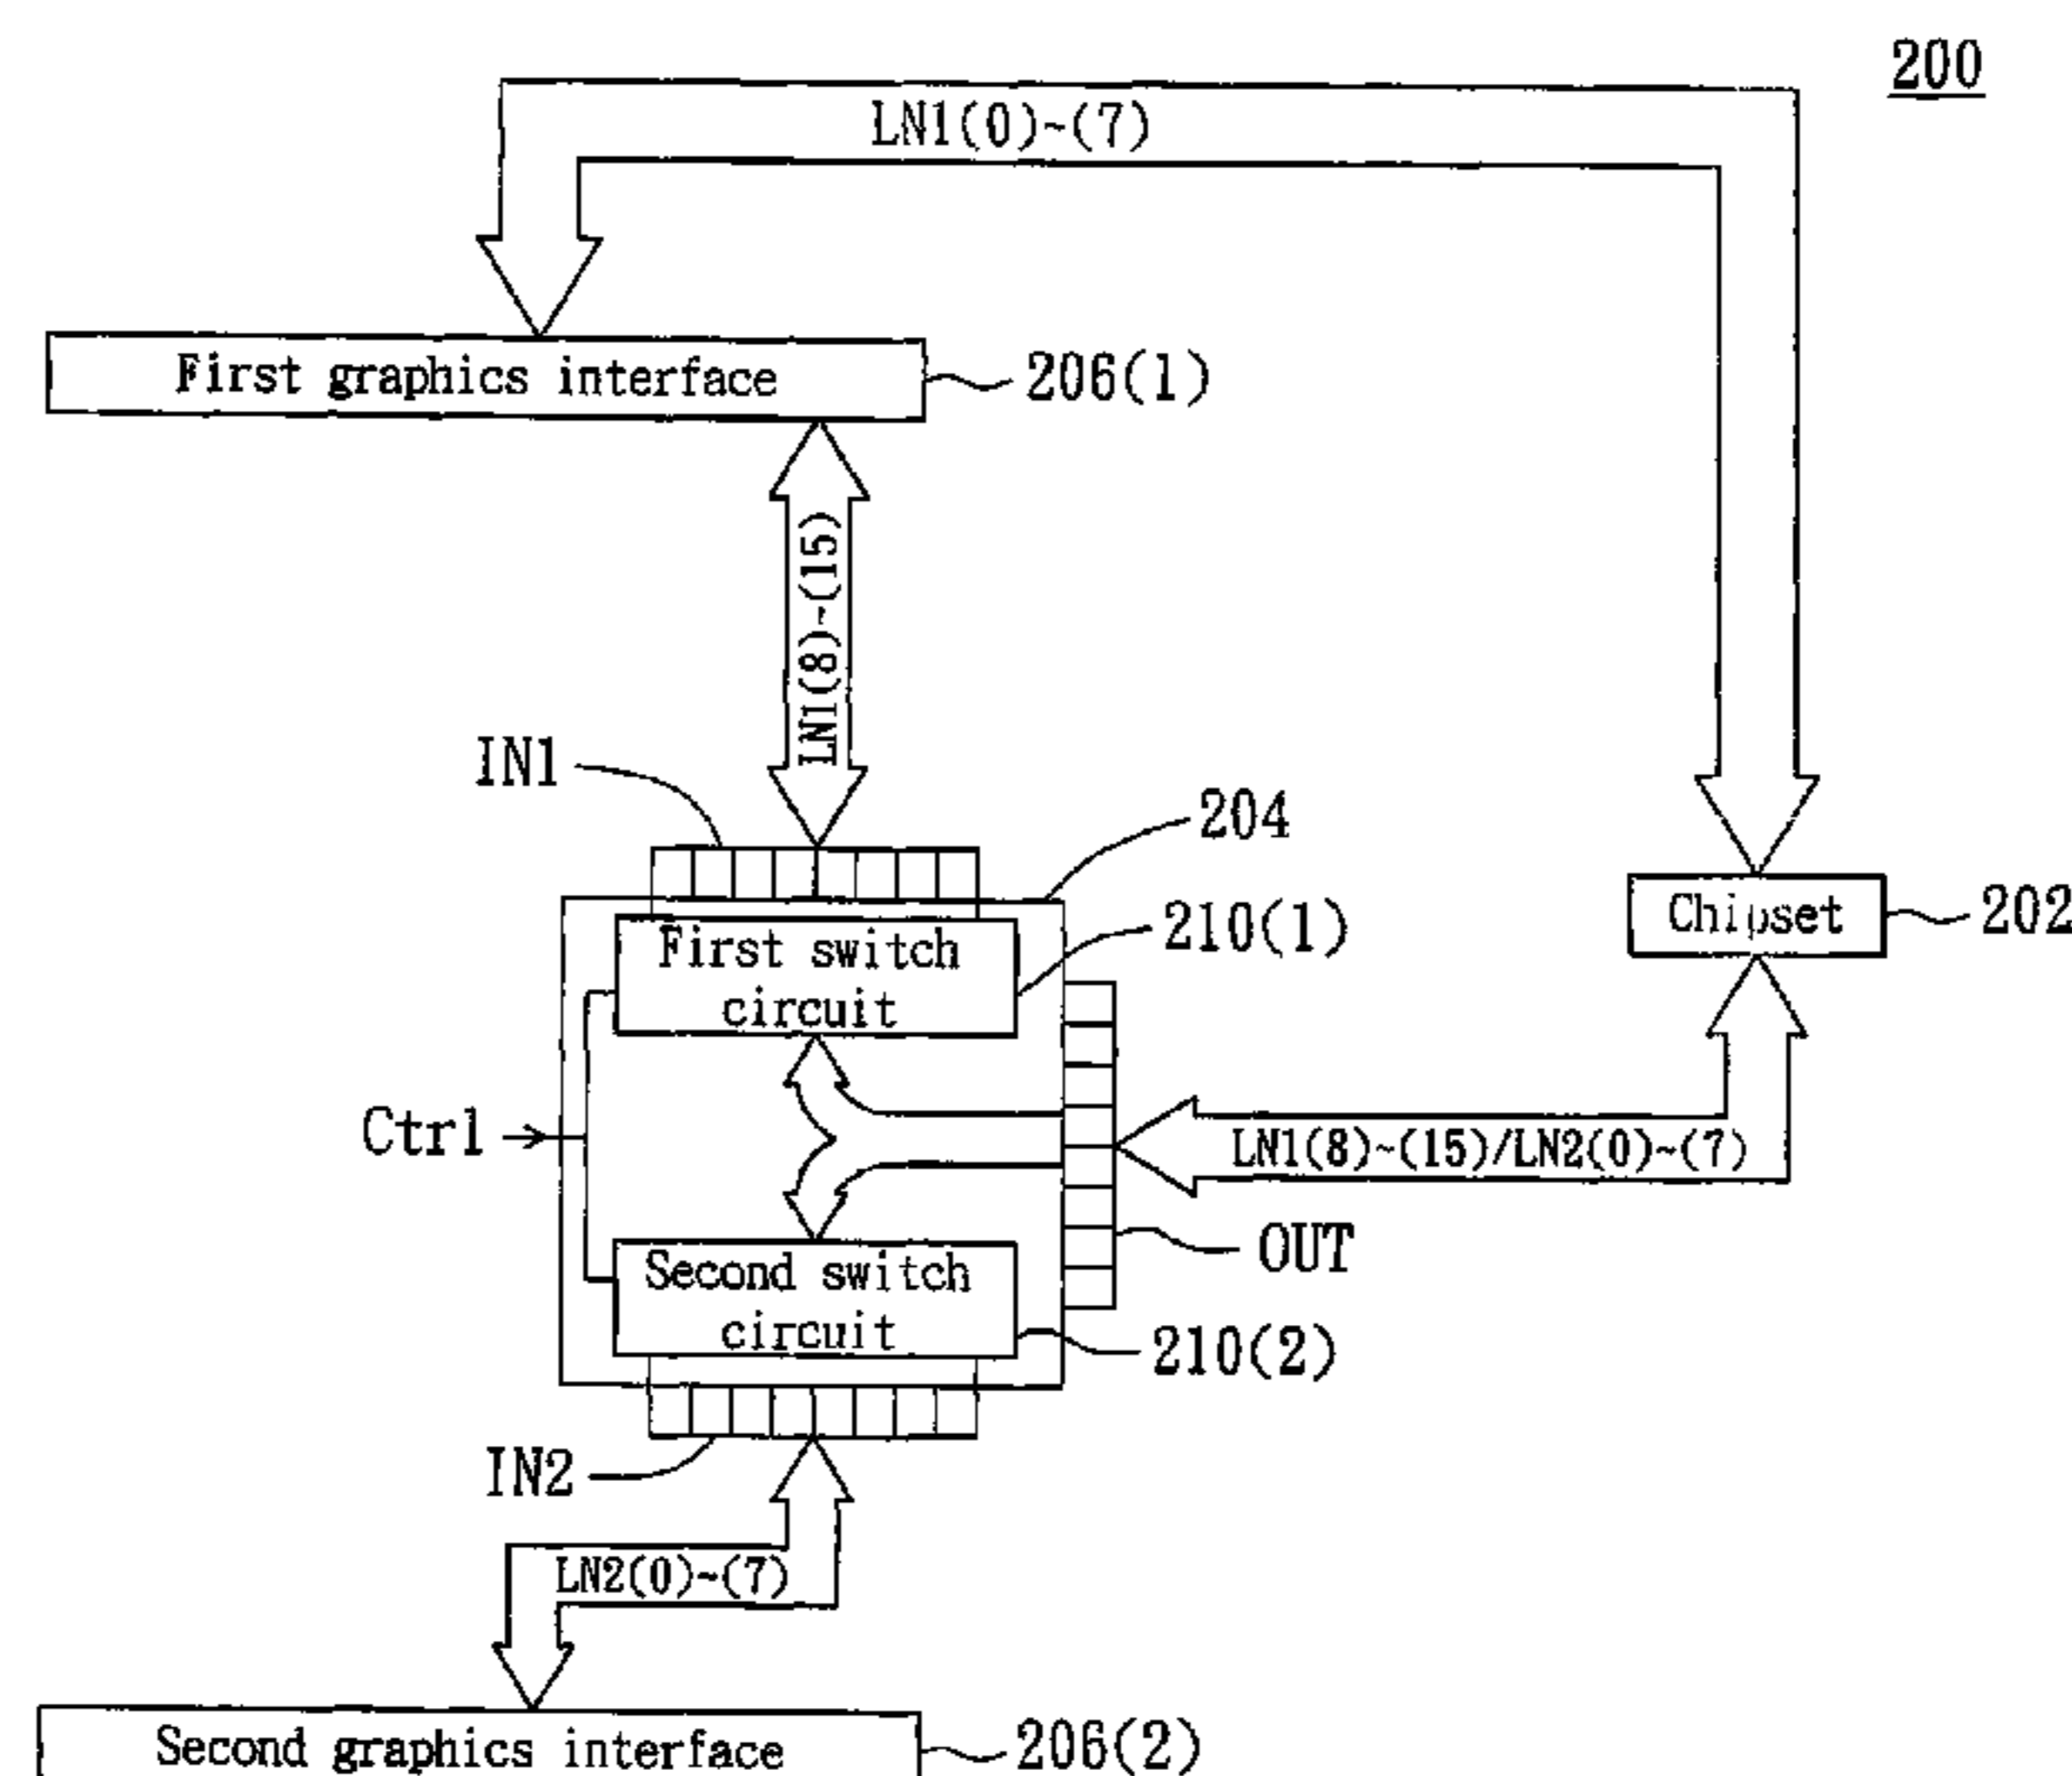 200
LN1(0)~(7)
First graphics interface
206(1)
LN1(8)~(15)
IN1
204
210(1)
First switch
circuit
Chipset
202
Ctrl
LN1(8)~(15)/LN2(0)~(7)
OUT
Second switch
circuit
210(2)
IN2
LN2(0)~(7)
Second graphics interface
206(2)